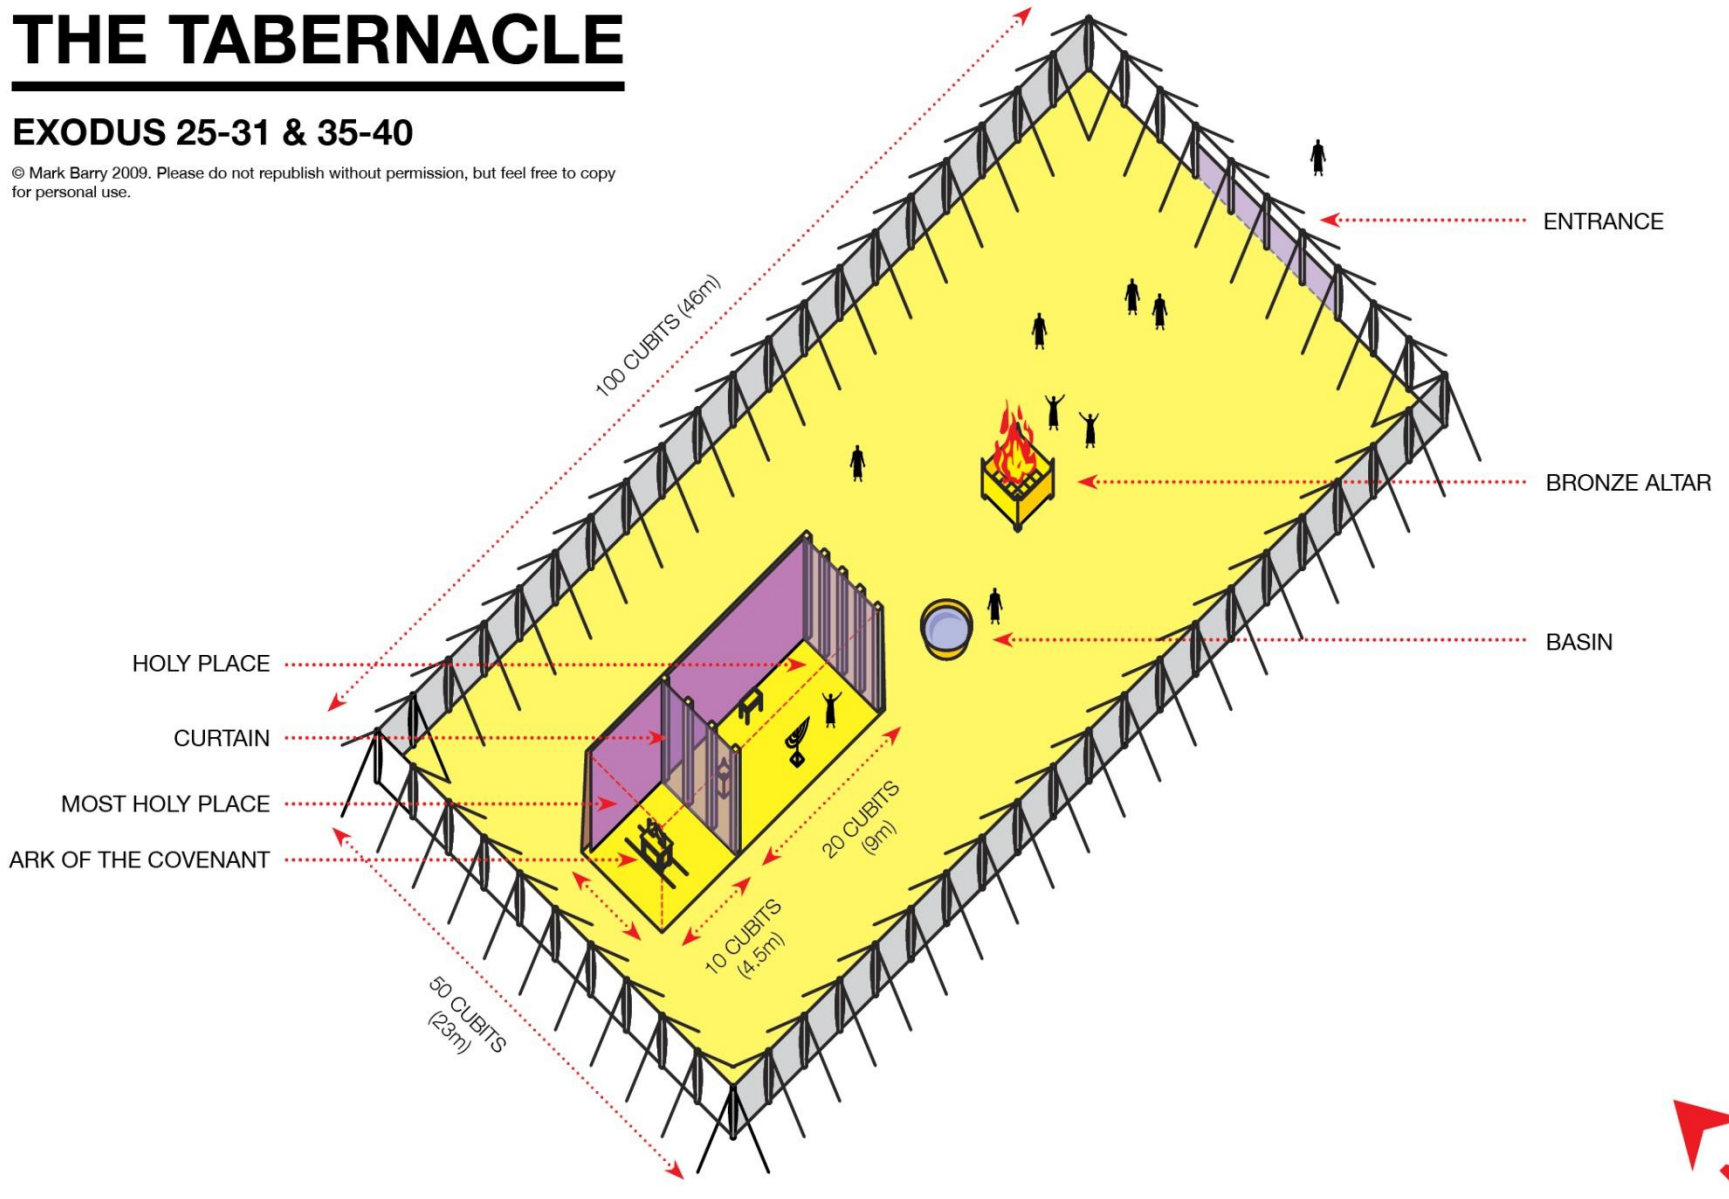 THE TABERNACLE
EXODUS 25-31 & 35-40
© Mark Barry 2009. Please do not republish without permission, but feel free to copy
for personal use.
ENTRANCE
100 CUBITS (46m)
BRONZE ALTAR
BASIN
HOLY PLACE
CURTAIN
MOST HOLY PLACE
ARK OF THE COVENANT
20 CUBITS
(9m)
10 CUBITS
(4.5m)
50 CUBITS
(23m)